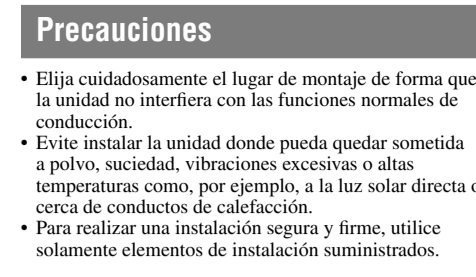 Precauciones
• Elija cuidadosamente el lugar de montaje de forma que
la unidad no interfiera con las funciones normales de
conducción.
• Evite instalar la unidad donde pueda quedar sometida
a polvo, suciedad, vibraciones excesivas o altas
temperaturas como, por ejemplo, a la luz solar directa o
cerca de conductos de calefacción.
• Para realizar una instalación segura y firme, utilice
solamente elementos de instalación suministrados.